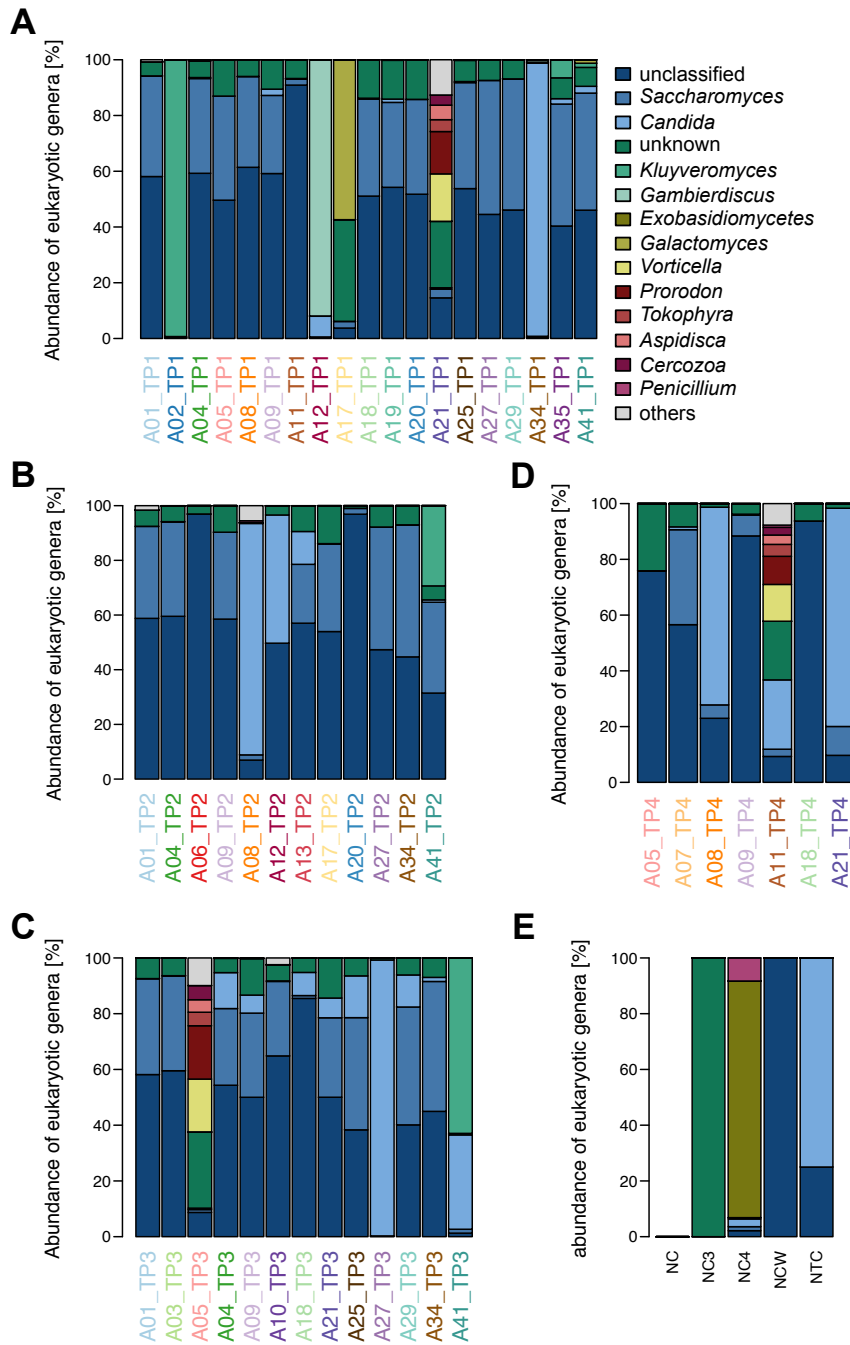 A
Abundance of eukaryotic genera [%]
100
80
60
40
20
0
A01_TP1
A02_TP1
A04_TP1
A05_TP1
A08_TP1
A09_TP1
A11_TP1
A12_TP1
A17_TP1
A18_TP1
A19_TP1
A20_TP1
A21_TP1
A25_TP1
A27_TP1
A29_TP1
A34_TP1
A35_TP1
A41_TP1
unclassified
Saccharomyces
Candida
unknown
Kluyveromyces
Gambierdiscus
Exobasidiomycetes
Galactomyces
Vorticella
Prorodon
Tokophyra
Aspidisca
Cercozoa
Penicillium
others
B
Abundance of eukaryotic genera [%]
100
80
60
40
20
0
A01_TP2
A04_TP2
A06_TP2
A09_TP2
A08_TP2
A12_TP2
A13_TP2
A17_TP2
A20_TP2
A27_TP2
A34_TP2
A41_TP2
D
Abundance of eukaryotic genera [%]
100
80
60
40
20
0
A05_TP4
A07_TP4
A08_TP4
A09_TP4
A11_TP4
A18_TP4
A21_TP4
C
Abundance of eukaryotic genera [%]
100
80
60
40
20
0
A01_TP3
A03_TP3
A05_TP3
A04_TP3
A09_TP3
A10_TP3
A18_TP3
A21_TP3
A25_TP3
A27_TP3
A29_TP3
A34_TP3
A41_TP3
E
abundance of eukaryotic genera [%]
100
80
60
40
20
0
NC
NC3
NC4
NCW
NTC